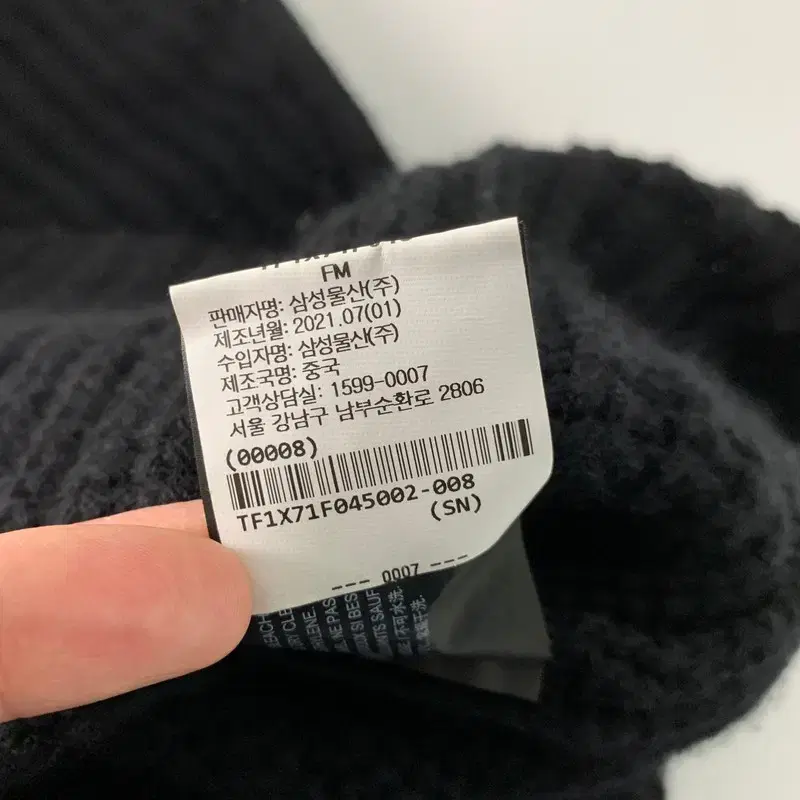 FM
판매자명: 삼성물산(주)
제조년월: 2021.07(01)
수입자명: 삼성물산(주)
제조국명: 중국
고객상담실: 1599-0007
서울 강남구 남부순환로 2806
(00008)
TF1X71F045002-008
(SN)
--- 0007 ---